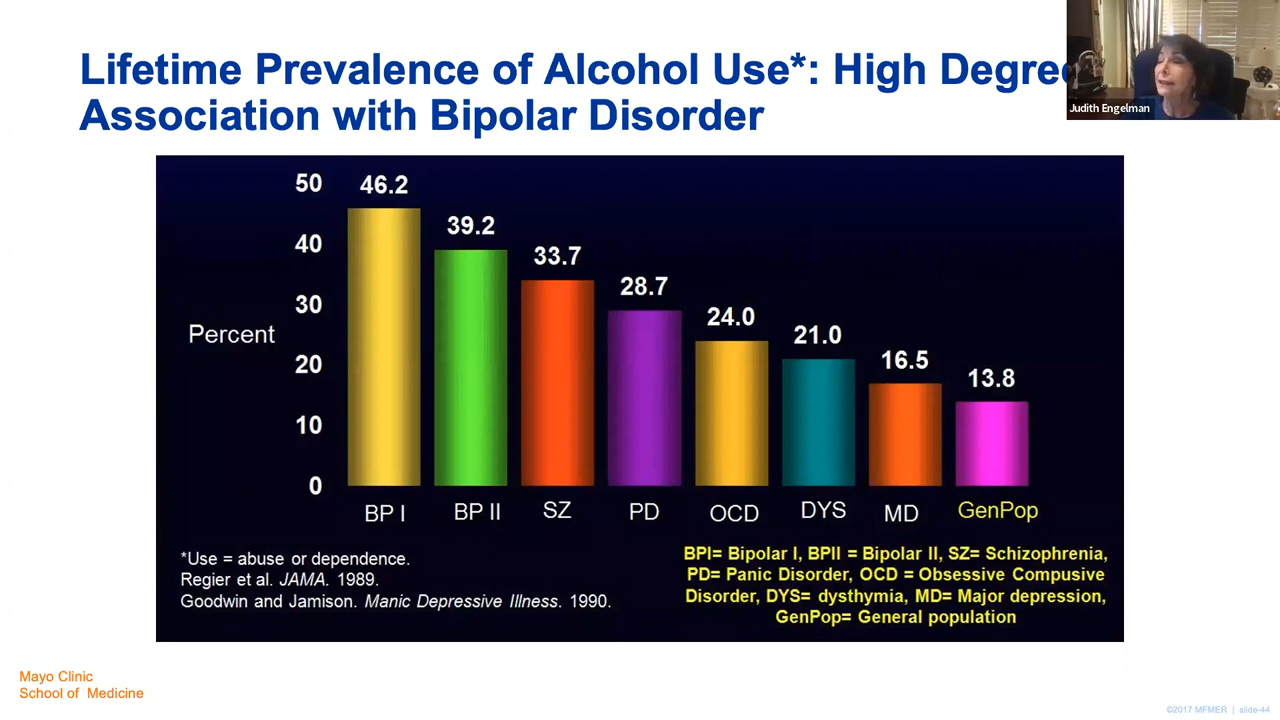 Lifetime Prevalence of Alcohol Use*: High Degree
Association with Bipolar Disorder
Judith Engelman
50
40
30
20
10
0
Percent
46.2
39.2
33.7
28.7
24.0
21.0
16.5
13.8
BP I
BP II
SZ
PD
OCD
DYS
MD
GenPop
*Use = abuse or dependence.
Regier et al. JAMA. 1989.
Goodwin and Jamison. Manic Depressive Illness. 1990.
BPI= Bipolar I, BPII = Bipolar II, SZ= Schizophrenia,
PD= Panic Disorder, OCD = Obsessive Compusive
Disorder, DYS= dysthymia, MD= Major depression,
GenPop= General population
Mayo Clinic
School of Medicine
©2017 MFMER | slide-44